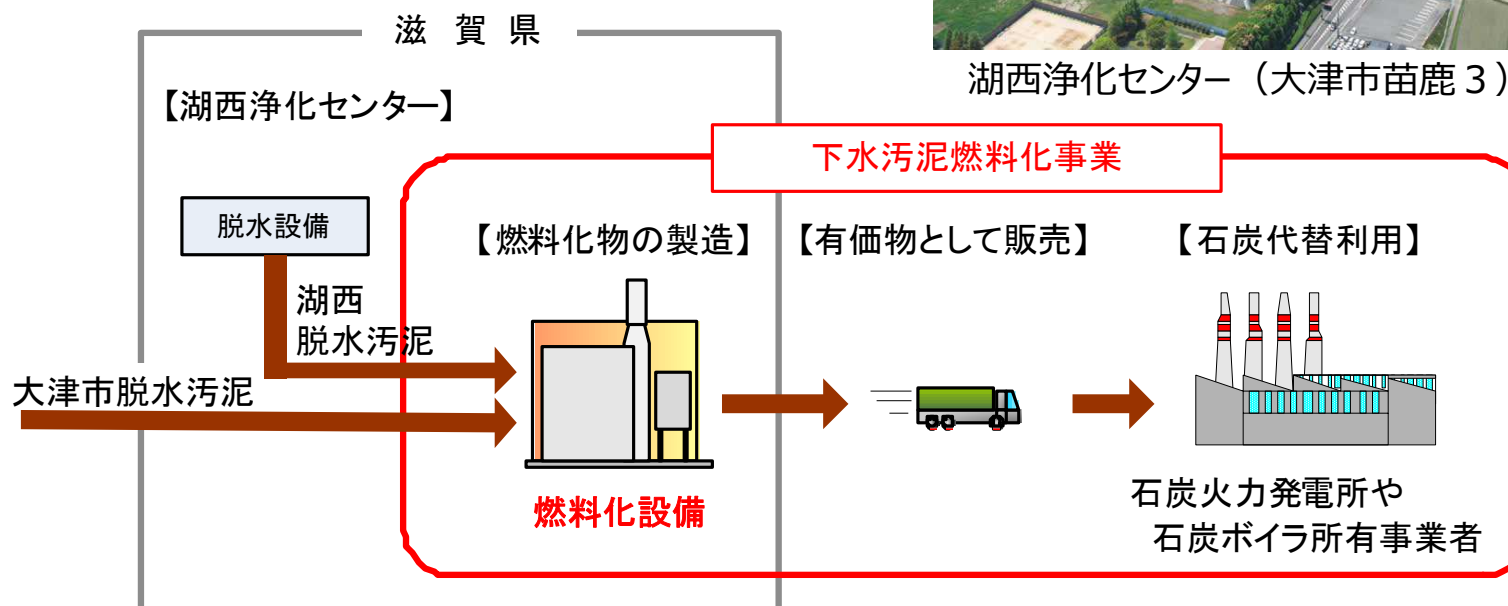 滋賀県
湖西浄化センター（大津市苗鹿３）
【湖西浄化センター】
下水汚泥燃料化事業
脱水設備
【燃料化物の製造】
【有価物として販売】
【石炭代替利用】
湖西
脱水汚泥
大津市脱水汚泥
燃料化設備
石炭火力発電所や
石炭ボイラ所有事業者